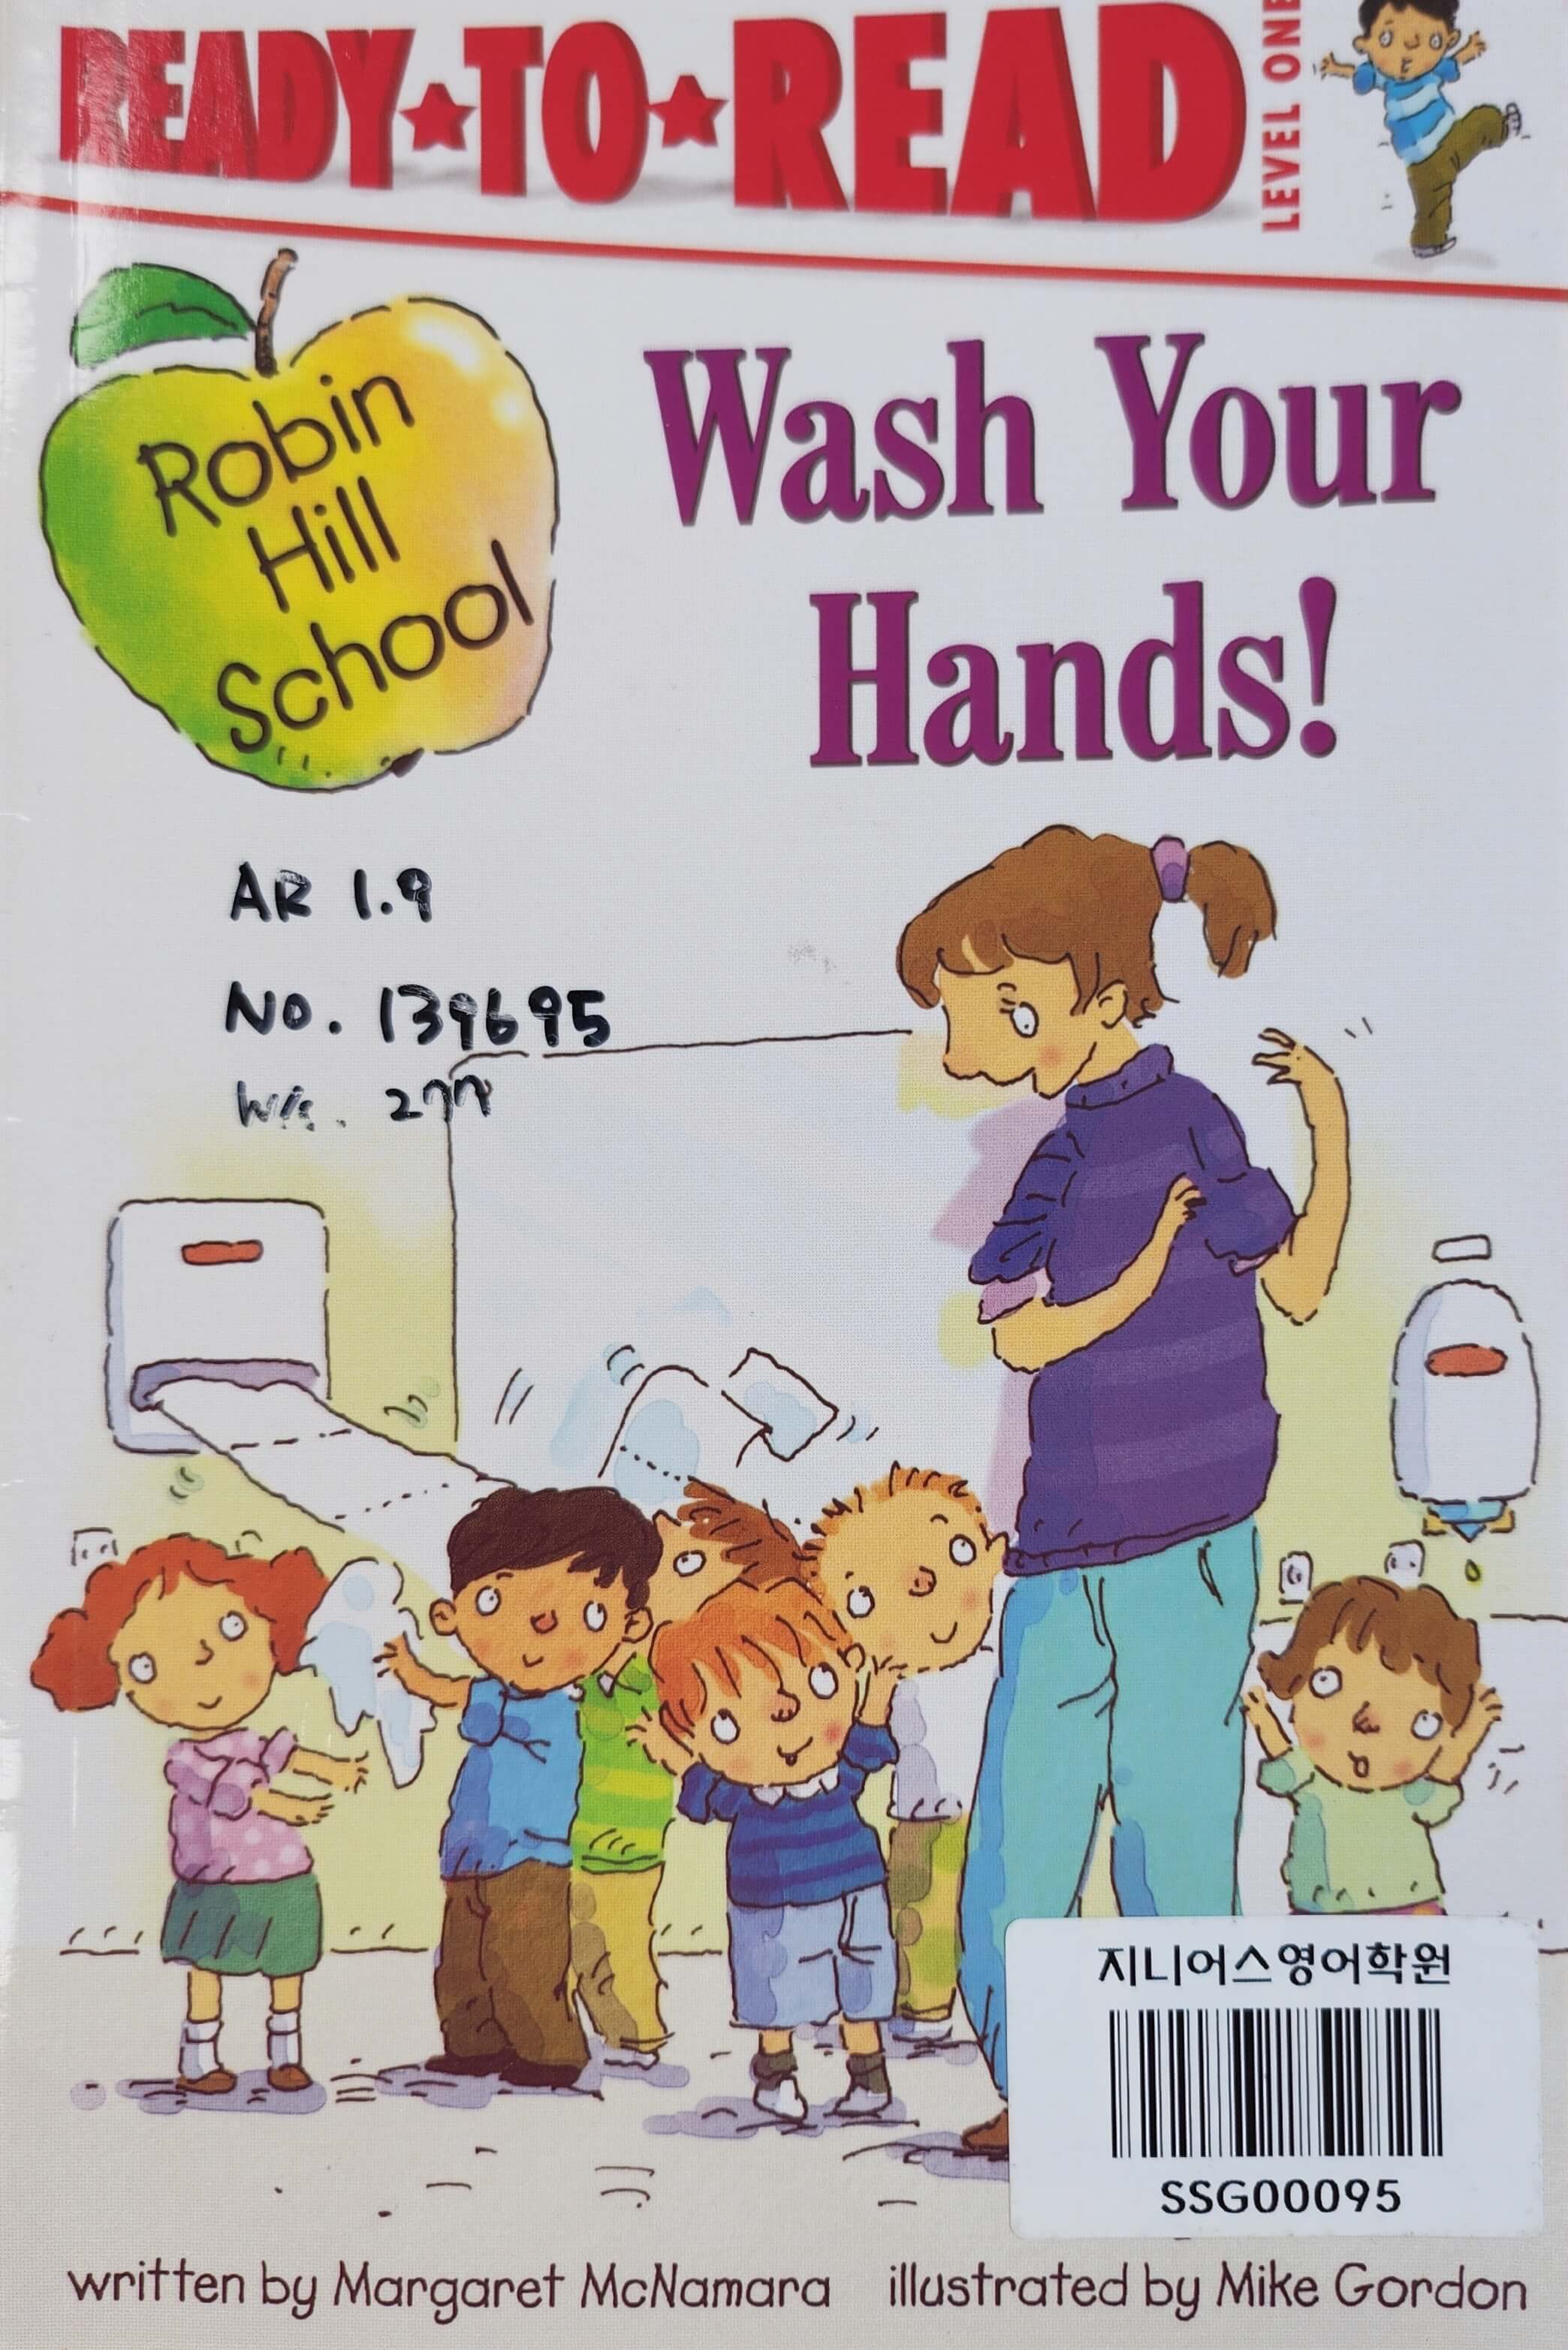 READY★TO★READ
LEVEL ONE
Robin
Hill
School
Wash Your
Hands!
AR 1.9
No. 139695
지니어스영어학원
SSG00095
written by Margaret McNamara illustrated by Mike Gordon